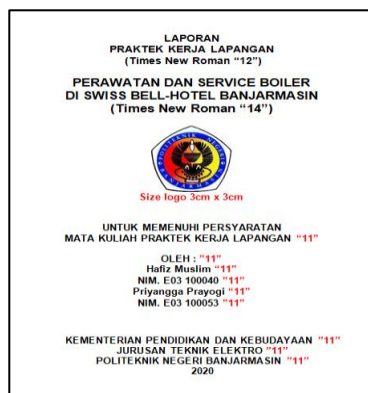 LAPORAN
PRAKTEK KERJA LAPANGAN
(Times New Roman “12”)
PERAWATAN DAN SERVICE BOILER
DI SWISS BELL-HOTEL BANJARMASIN
(Times New Roman “14”)
POLITEKNIK NEGERI
BANJARMASIN
Size logo 3cm x 3cm
UNTUK MEMENUHI PERSYARATAN
MATA KULIAH PRAKTEK KERJA LAPANGAN “11”
OLEH : “11”
Hafiz Muslim “11”
NIM. E03 100040 “11”
Priyangga Prayogi “11”
NIM. E03 100053 “11”
KEMENTERIAN PENDIDIKAN DAN KEBUDAYAAN “11”
JURUSAN TEKNIK ELEKTRO “11”
POLITEKNIK NEGERI BANJARMASIN “11”
2020